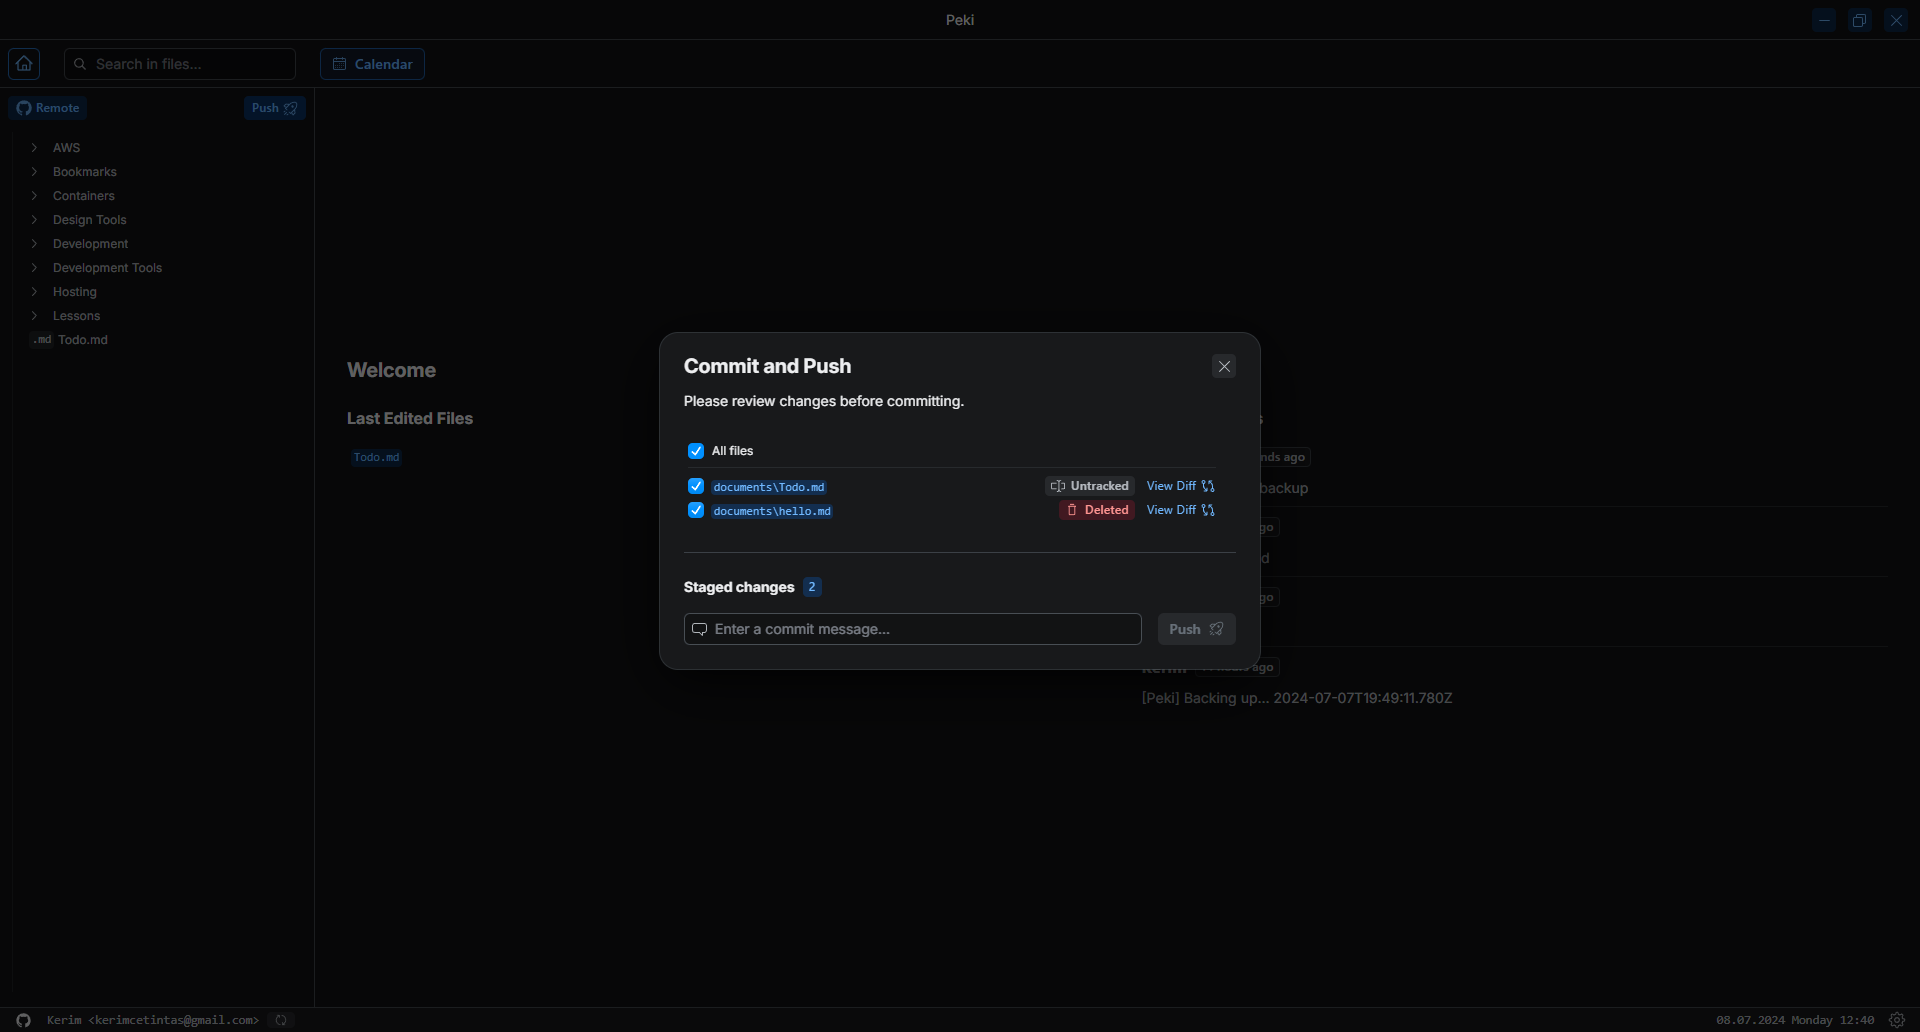 Peki
Search in files...
Calendar
Remote
Push
AWS
Bookmarks
Containers
Design Tools
Development
Development Tools
Hosting
Lessons
.md Todo.md
Welcome
Last Edited Files
Todo.md
Commit and Push
Please review changes before committing.
All files
documents\Todo.md Untracked View Diff
documents\hello.md Deleted View Diff
Staged changes 2
Enter a commit message...
Push
ago
backup
ago
[Peki] Backing up... 2024-07-07T19:49:11.780Z
Kerim <kerimcetintas@gmail.com>
08.07.2024 Monday 12:40